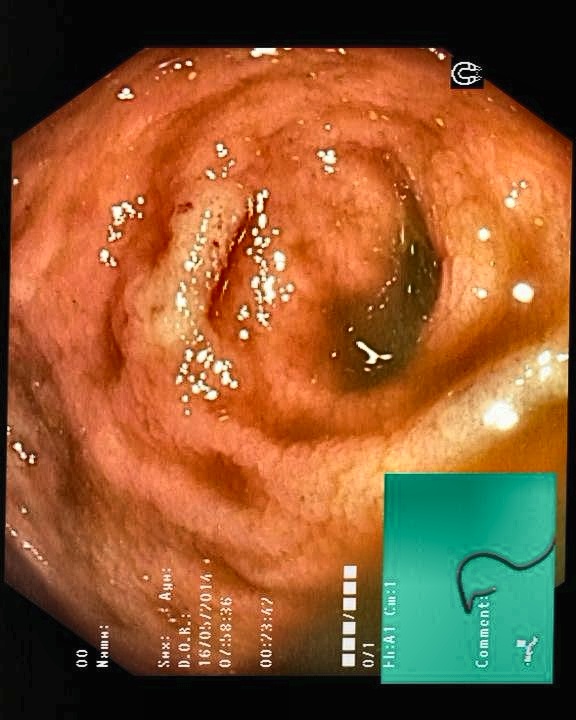 00
Name:
Sex: Age:
D.O.B.:
16/05/2014
07:58:36
00:23:42
/
0/1
Eh:A1 Cm:1
Comment: